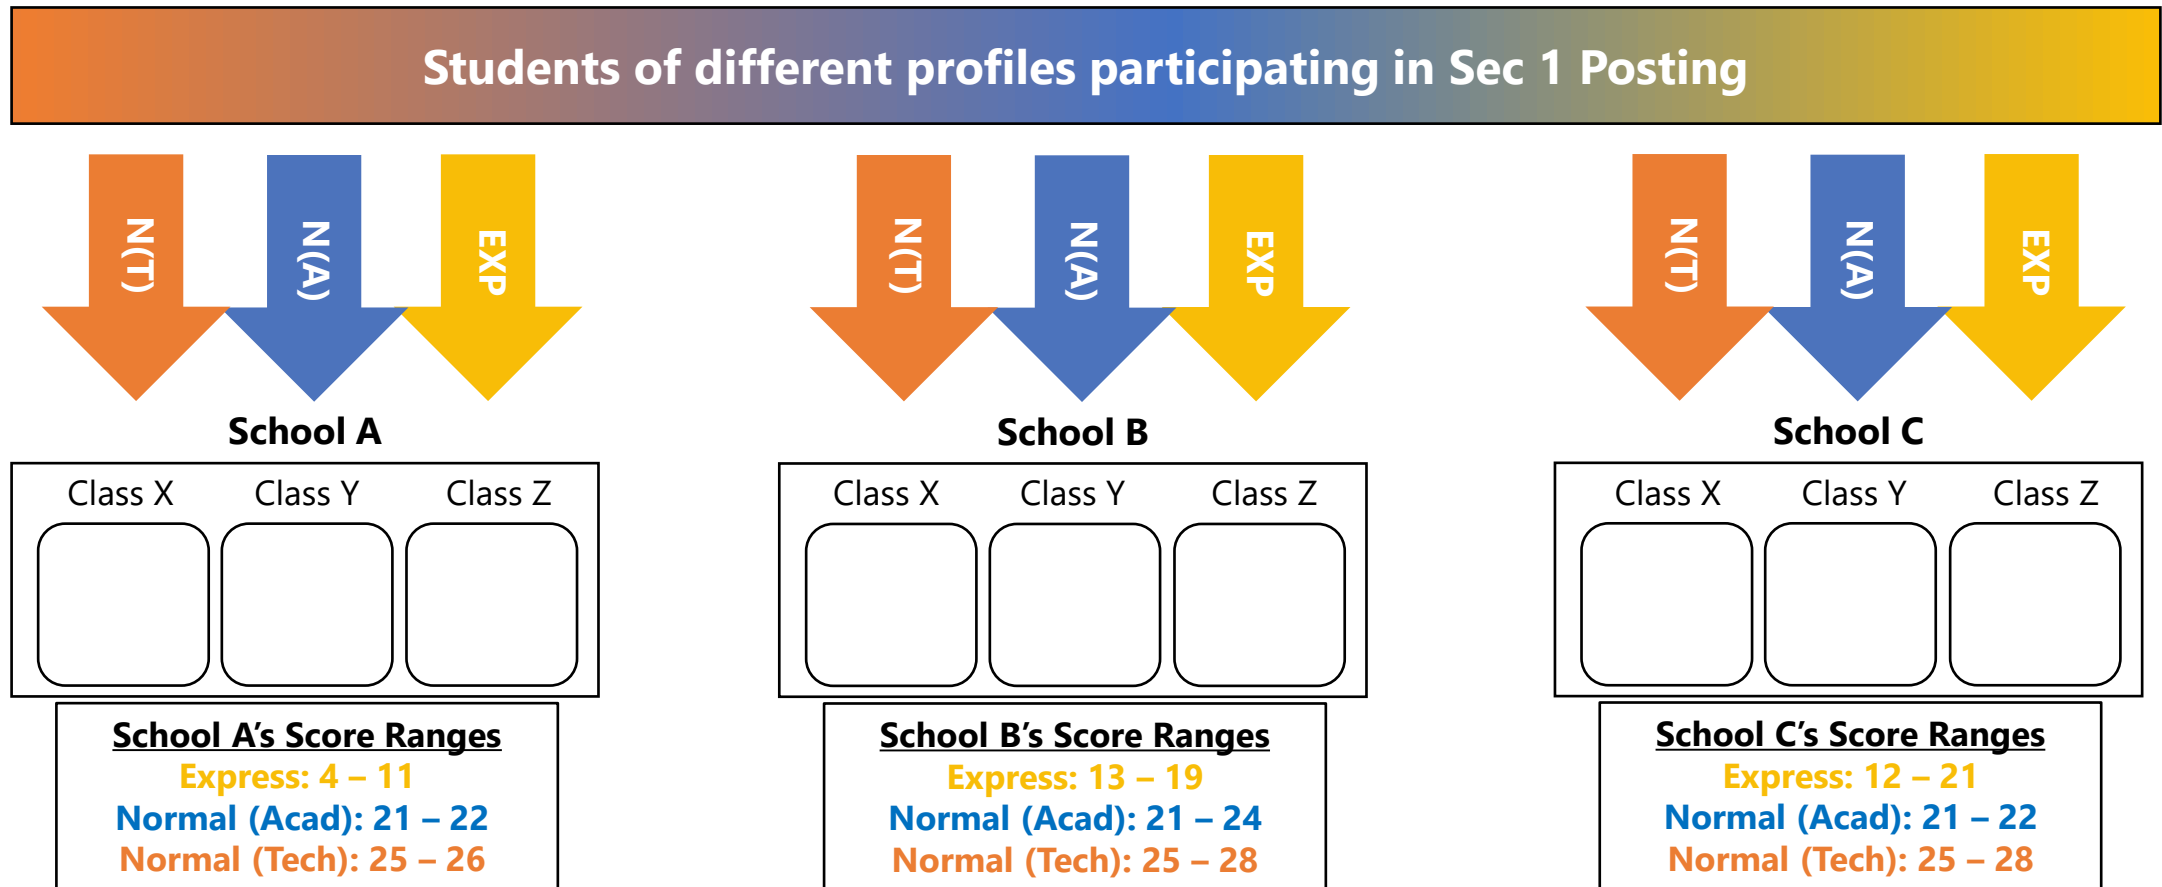 Students of different profiles participating in Sec 1 Posting
N(T)
N(A)
EXP
N(T)
N(A)
EXP
N(T)
N(A)
EXP
School A
School B
School C
Class X
Class Y
Class Z
Class X
Class Y
Class Z
Class X
Class Y
Class Z
School A's Score Ranges
Express: 4 – 11
Normal (Acad): 21 – 22
Normal (Tech): 25 – 26
School B's Score Ranges
Express: 13 – 19
Normal (Acad): 21 – 24
Normal (Tech): 25 – 28
School C's Score Ranges
Express: 12 – 21
Normal (Acad): 21 – 22
Normal (Tech): 25 – 28